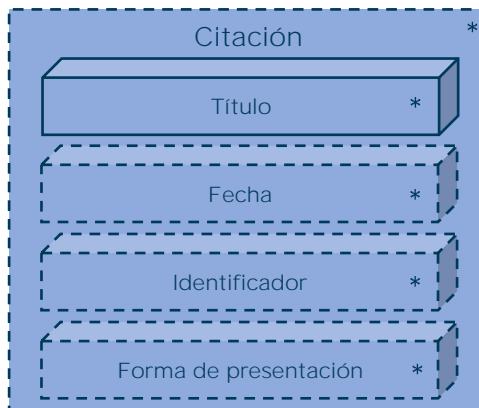 Citación *
Título *
Fecha *
Identificador *
Forma de presentación *